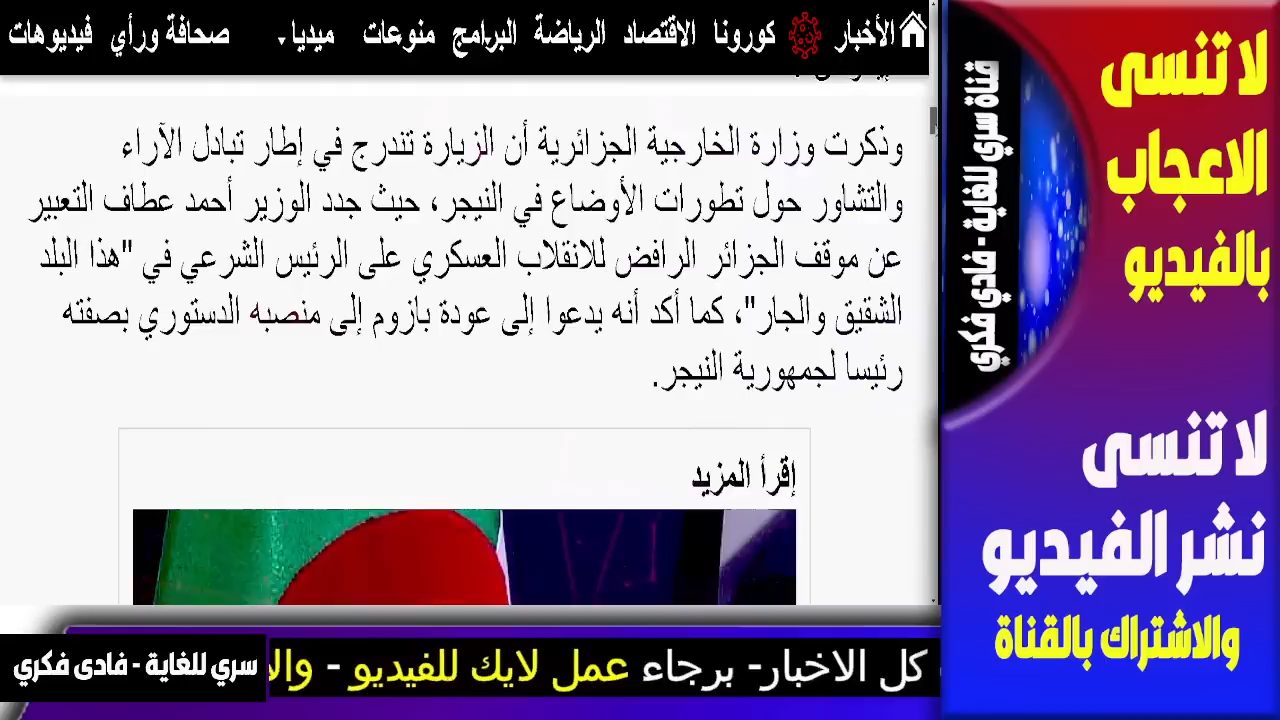 الأخبار كورونا الاقتصاد الرياضة البرامج منوعات ميديا صحافة ورأي فيديوهات
وذكرت وزارة الخارجية الجزائرية أن الزيارة تندرج في إطار تبادل الآراء
والتشاور حول تطورات الأوضاع في النيجر، حيث جدد الوزير أحمد عطاف التعبير
عن موقف الجزائر الرافض للانقلاب العسكري على الرئيس الشرعي في "هذا البلد
الشقيق والجار"، كما أكد أنه يدعوا إلى عودة بازوم إلى منصبه الدستوري بصفته
رئيسا لجمهورية النيجر.
إقرأ المزيد
لا تنسى
الاعجاب
بالفيديو
قناة سري للغاية - فادي فكري
لا تنسى
نشر الفيديو
والاشتراك بالقناة
كل الاخبار- برجاء عمل لايك للفيديو -
سري للغاية - فادى فكري